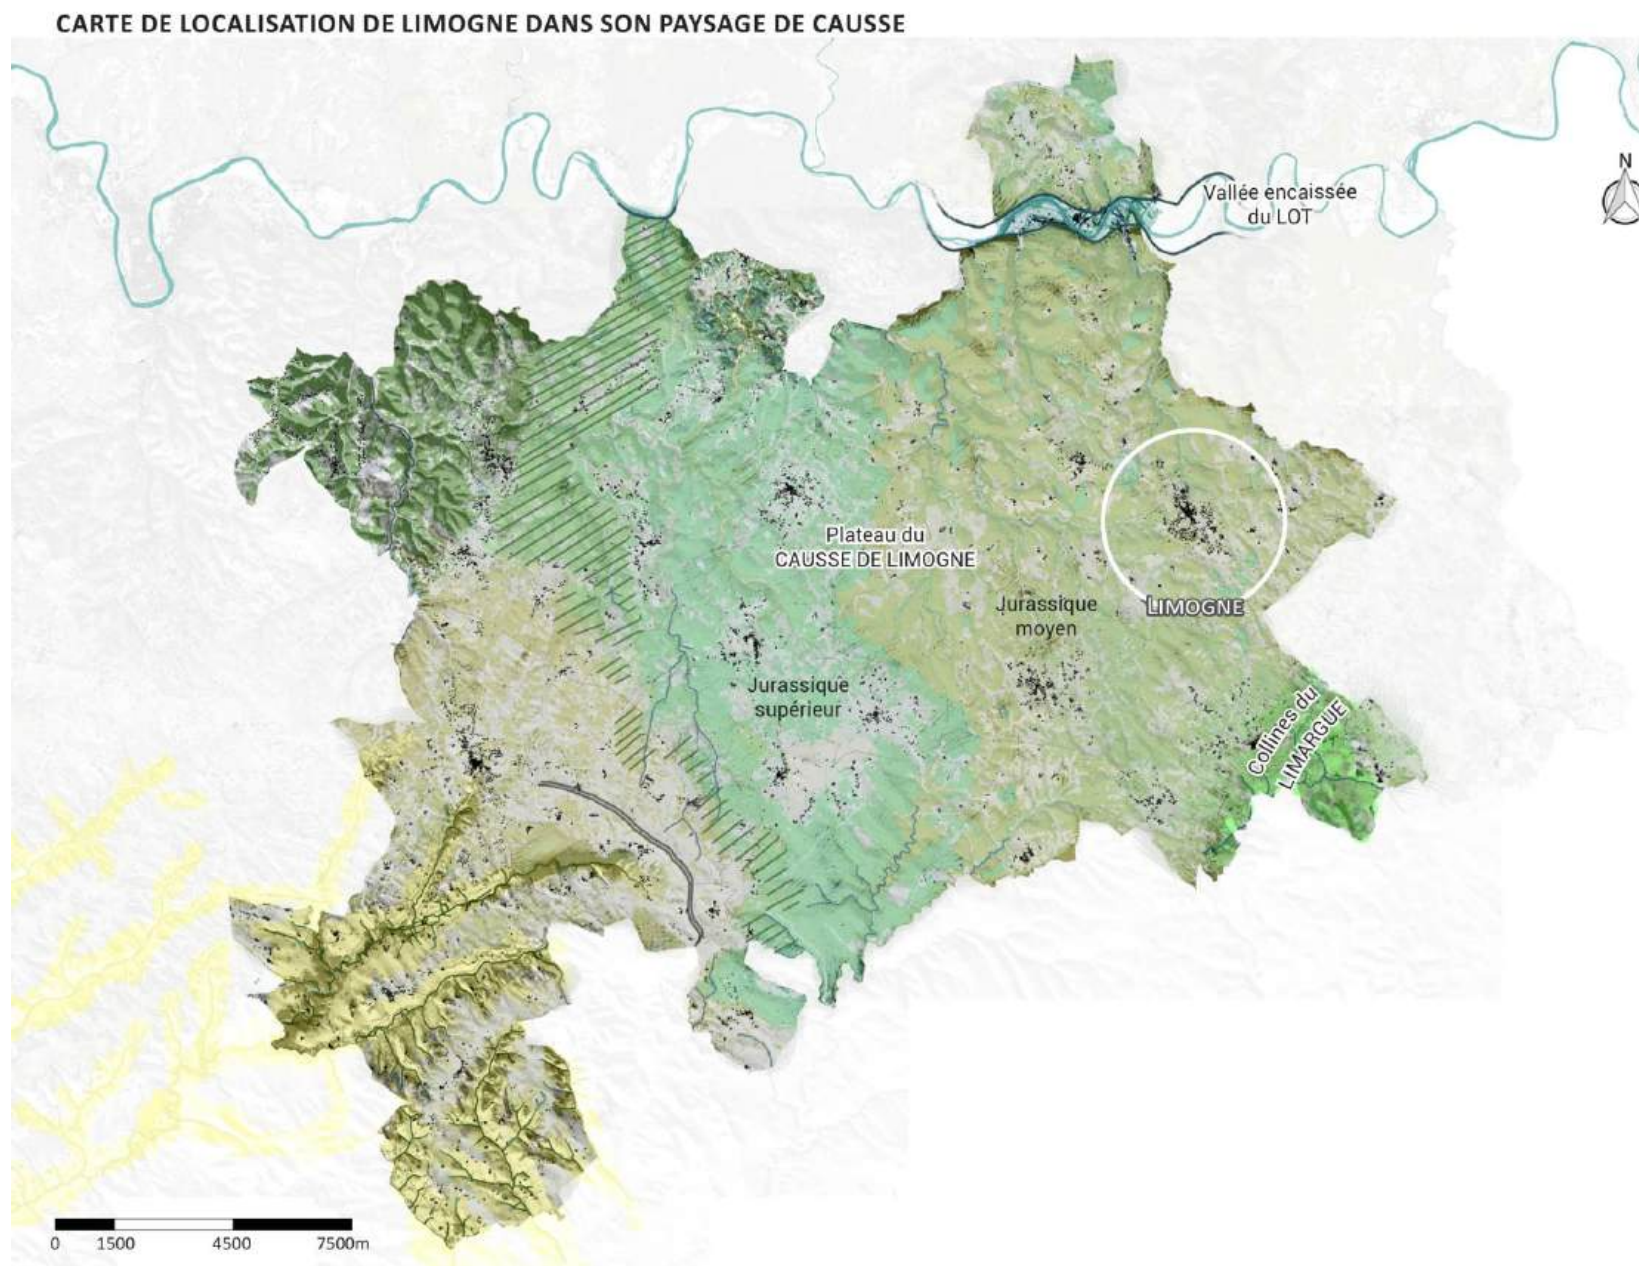 CARTE DE LOCALISATION DE LIMOGNE DANS SON PAYSAGE DE CAUSSE
N
Vallée encaissée
du LOT
Plateau du
CAUSSE DE LIMOGNE
Jurassique
moyen
LIMOGNE
Jurassique
supérieur
Collines du
LIMARGUE
0 1500 4500 7500m